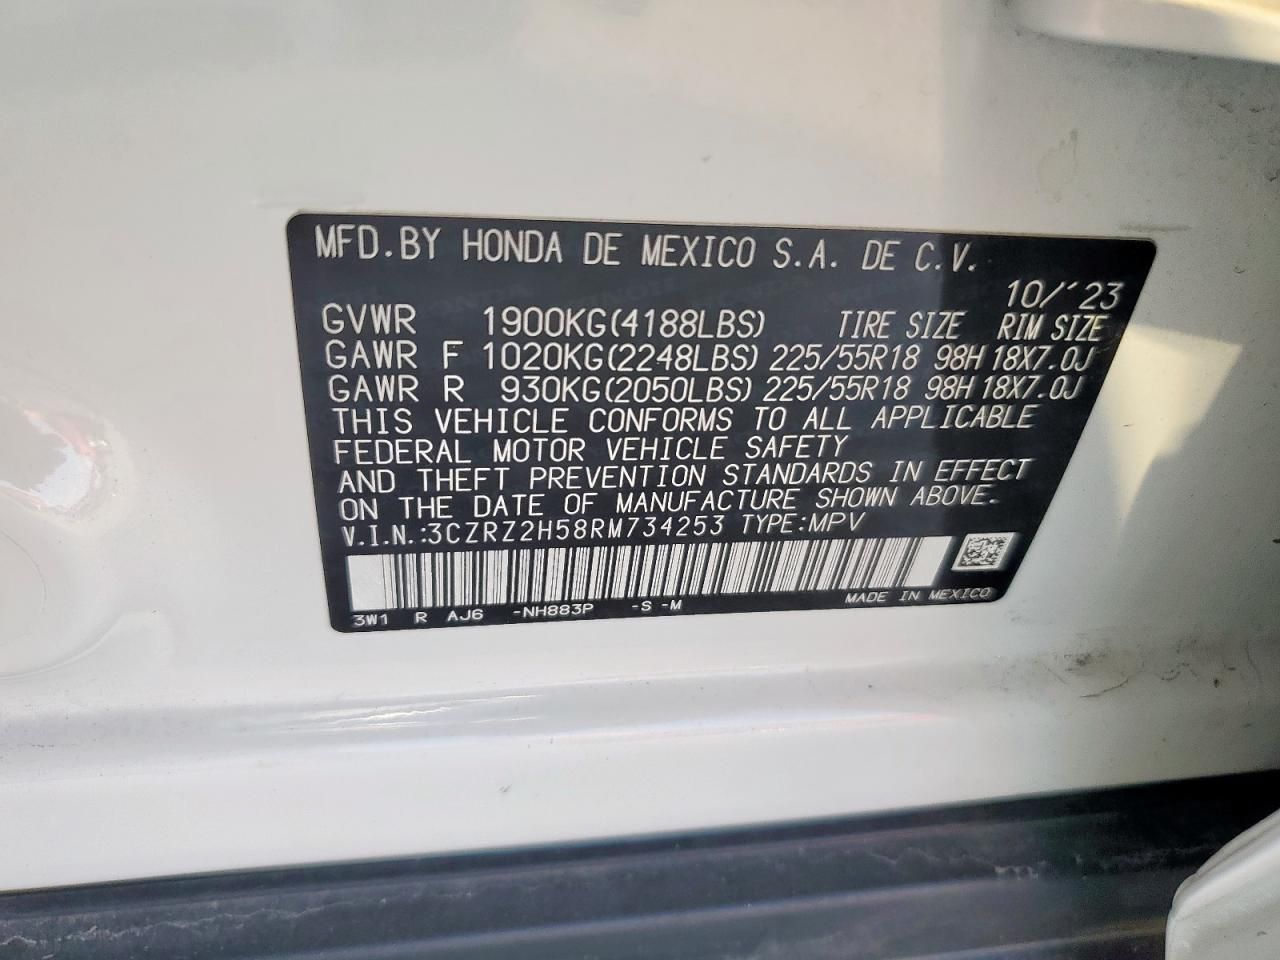 MFD.BY HONDA DE MEXICO S.A. DE C.V.
10/'23
GVWR 1900KG(4188LBS) TIRE SIZE RIM SIZE
GAWR F 1020KG(2248LBS) 225/55R18 98H 18X7.0J
GAWR R 930KG(2050LBS) 225/55R18 98H 18X7.0J
THIS VEHICLE CONFORMS TO ALL APPLICABLE
FEDERAL MOTOR VEHICLE SAFETY
AND THEFT PREVENTION STANDARDS IN EFFECT
ON THE DATE OF MANUFACTURE SHOWN ABOVE.
V.I.N.:3CZRZ2H58RM734253 TYPE:MPV
MADE IN MEXICO
3W1 R AJ6 -NH883P -S -M